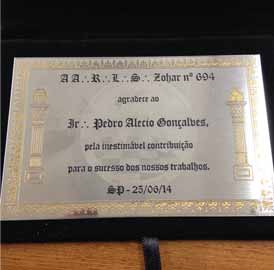 A A∴R∴L∴S∴ Zohar nº 694
agradece ao
Ir∴ Pedro Alecio Gonçalves,
pela inestimável contribuição
para o sucesso dos nossos trabalhos.
SP - 25/06/14